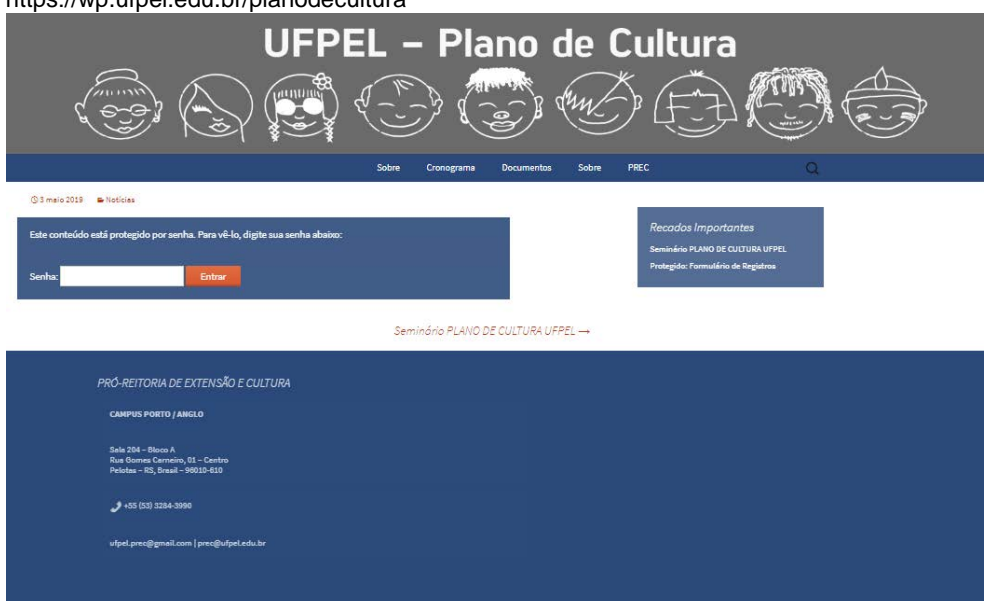 https://wp.ufpel.edu.br/planodecultura
UFPEL – Plano de Cultura
Sobre Cronograma Documentos Sobre PREC
3 maio 2019 Notícias
Este conteúdo está protegido por senha. Para vê-lo, digite sua senha abaixo:
Senha: Entrar
Recados Importantes
Seminário PLANO DE CULTURA UFPEL
Protegido: Formulário de Registros
Seminário PLANO DE CULTURA UFPEL →
PRÓ-REITORIA DE EXTENSÃO E CULTURA
CAMPUS PORTO / ANGLO
Sala 204 – Bloco A
Rua Gomes Carneiro, 01 – Centro
Pelotas – RS, Brasil – 96010-610
+55 (53) 3284-3990
ufpel.prec@gmail.com | prec@ufpel.edu.br